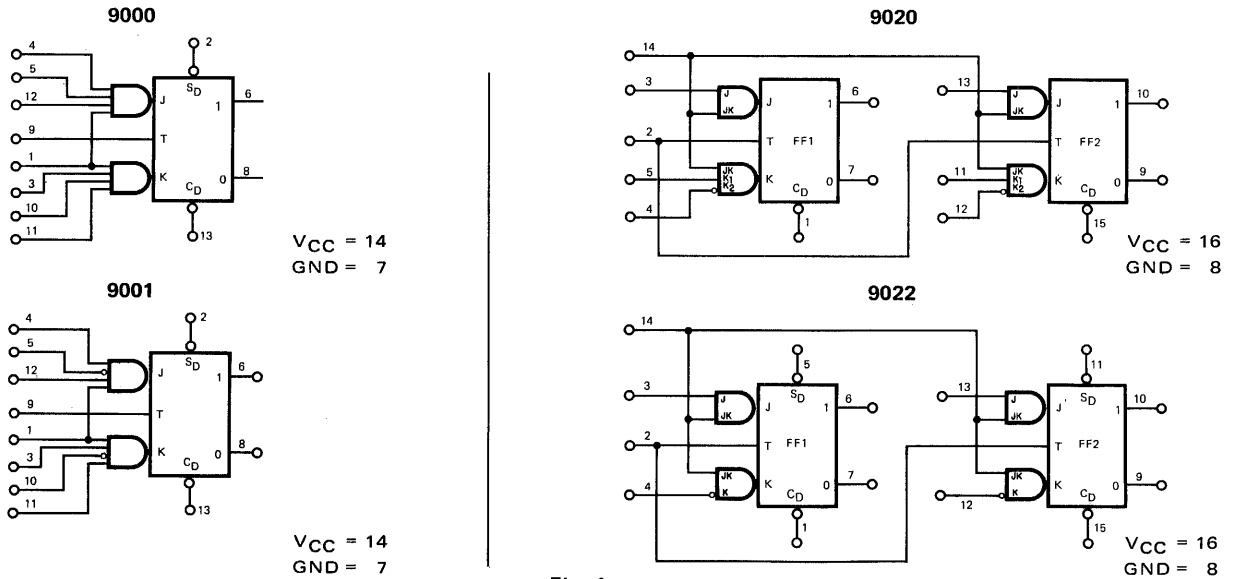 9000
4
5
12
9
1
3
10
11
2
S_D
J
T
K
C_D
1
0
6
8
13
V_CC = 14
GND = 7
9001
4
5
12
9
1
3
10
11
2
S_D
J
T
K
C_D
1
0
6
8
13
V_CC = 14
GND = 7
9020
14
3
2
5
4
J
JK
JK
K1
K2
J
T
K
FF1
C_D
1
0
6
7
1
13
11
12
J
JK
JK
K1
K2
J
T
K
FF2
C_D
1
0
10
9
15
V_CC = 16
GND = 8
9022
14
3
2
4
J
JK
JK
K
5
S_D
J
T
K
FF1
C_D
1
0
6
7
1
13
12
J
JK
JK
K
11
S_D
J
T
K
FF2
C_D
1
0
10
9
15
V_CC = 16
GND = 8